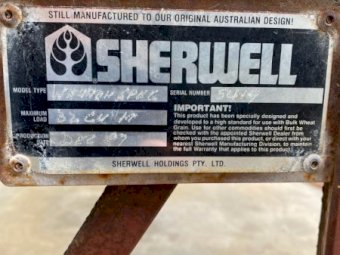 STILL MANUFACTURED TO OUR ORIGINAL AUSTRALIAN DESIGN!
SHERWELL
MODEL TYPE
SERIAL NUMBER
MAXIMUM LOAD
PRODUCTION DATE
IMPORTANT!
This product has been specially designed and
developed to a high standard for use with Bulk Wheat
Grain. Use for other commodities should first be
checked with the appointed Sherwell Dealer from
whom you purchased this product, or direct with your
nearest Sherwell Manufacturing Division, to maintain
the full Warranty that applies to this product.
SHERWELL HOLDINGS PTY. LTD.